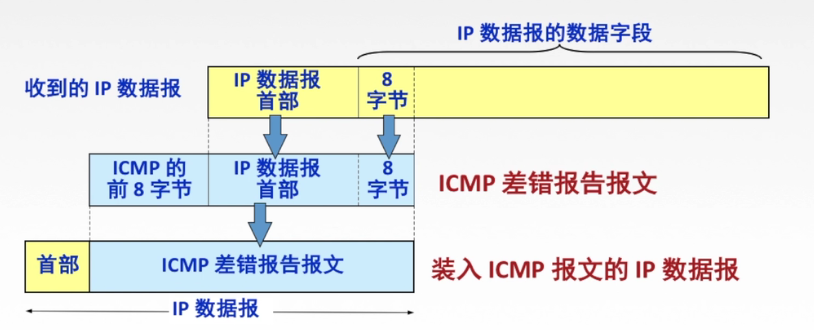 IP 数据报的数据字段
收到的 IP 数据报
IP 数据报
首部
8
字节
ICMP 的
前 8 字节
IP 数据报
首部
8
字节
ICMP 差错报告报文
首部
ICMP 差错报告报文
装入 ICMP 报文的 IP 数据报
IP 数据报